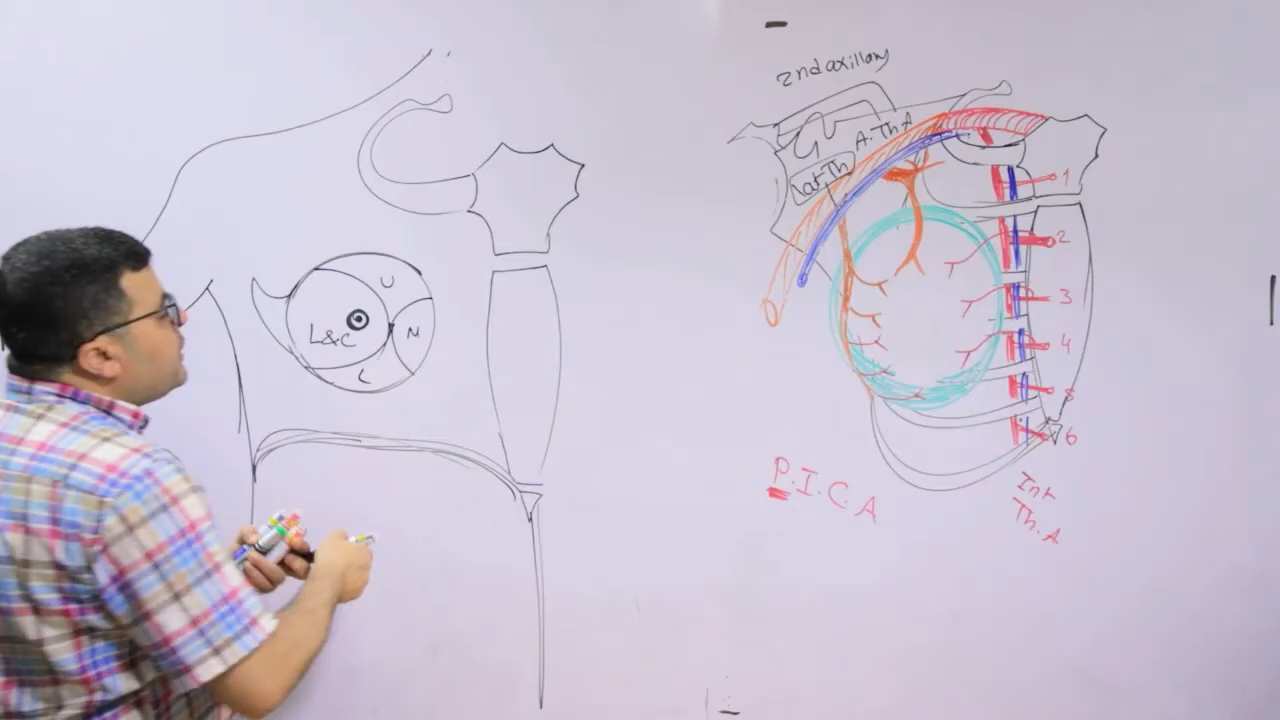 U
L&C
M
L
2nd axillary
A.Th A
Lat.Th
1
2
3
4
5
6
P.I.C.A
Int
Th.A